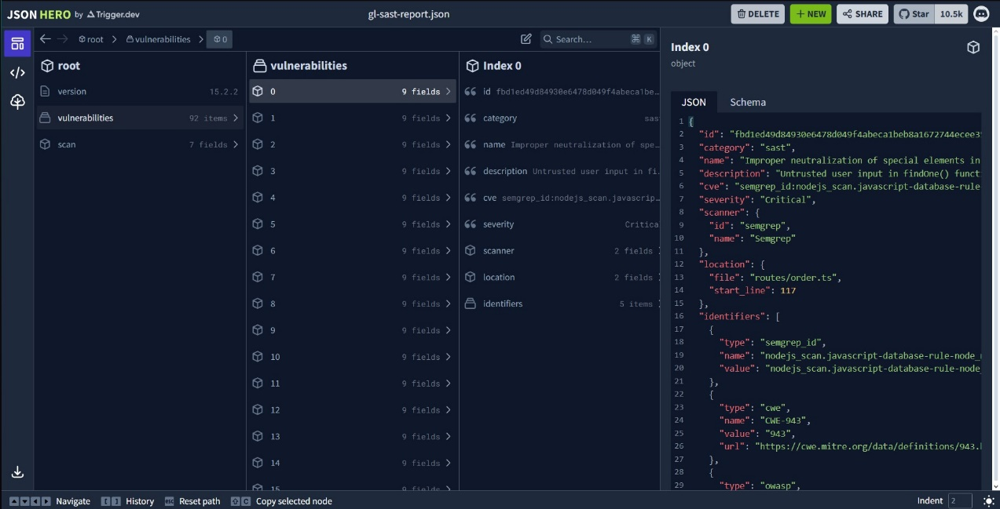 JSON HERO by Trigger.dev
gl-sast-report.json
DELETE
NEW
SHARE
Star 10.5k
root
vulnerabilities
0
Search...
⌘ K
root
version 15.2.2
vulnerabilities 92 items
scan 7 fields
vulnerabilities
0 9 fields
1 9 fields
2 9 fields
3 9 fields
4 9 fields
5 9 fields
6 9 fields
7 9 fields
8 9 fields
9 9 fields
10 9 fields
11 9 fields
12 9 fields
13 9 fields
14 9 fields
15 9 fields
Index 0
id fbd1ed49d84930e6478d049f4abeca1be...
category sas
name Improper neutralization of spe...
description Untrusted user input in fi...
cve semgrep_id:nodejs_scan.javascrip...
severity Critica
scanner 2 fields
location 2 fields
identifiers 5 items
Index 0
object
JSON
Schema
1 {
2 "id": "fbd1ed49d84930e6478d049f4abeca1beb8a1672744ecee3
3 "category": "sast",
4 "name": "Improper neutralization of special elements in
5 "description": "Untrusted user input in findOne() funct
6 "cve": "semgrep_id:nodejs_scan.javascript-database-rule
7 "severity": "Critical",
8 "scanner": {
9 "id": "semgrep",
10 "name": "Semgrep"
11 },
12 "location": {
13 "file": "routes/order.ts",
14 "start_line": 117
15 },
16 "identifiers": [
17 {
18 "type": "semgrep_id",
19 "name": "nodejs_scan.javascript-database-rule-node_
20 "value": "nodejs_scan.javascript-database-rule-node_
21 },
22 {
23 "type": "cwe",
24 "name": "CWE-943",
25 "value": "943",
26 "url": "https://cwe.mitre.org/data/definitions/943.
27 },
28 {
29 "type": "owasp",
Navigate
[ ] History
esc Reset path
C Copy selected node
Indent 2